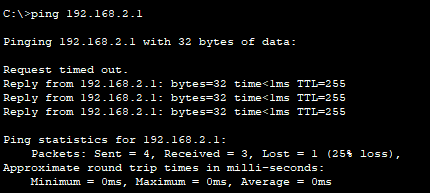 C:\>ping 192.168.2.1
Pinging 192.168.2.1 with 32 bytes of data:
Request timed out.
Reply from 192.168.2.1: bytes=32 time<1ms TTL=255
Reply from 192.168.2.1: bytes=32 time<1ms TTL=255
Reply from 192.168.2.1: bytes=32 time<1ms TTL=255
Ping statistics for 192.168.2.1:
Packets: Sent = 4, Received = 3, Lost = 1 (25% loss),
Approximate round trip times in milli-seconds:
Minimum = 0ms, Maximum = 0ms, Average = 0ms